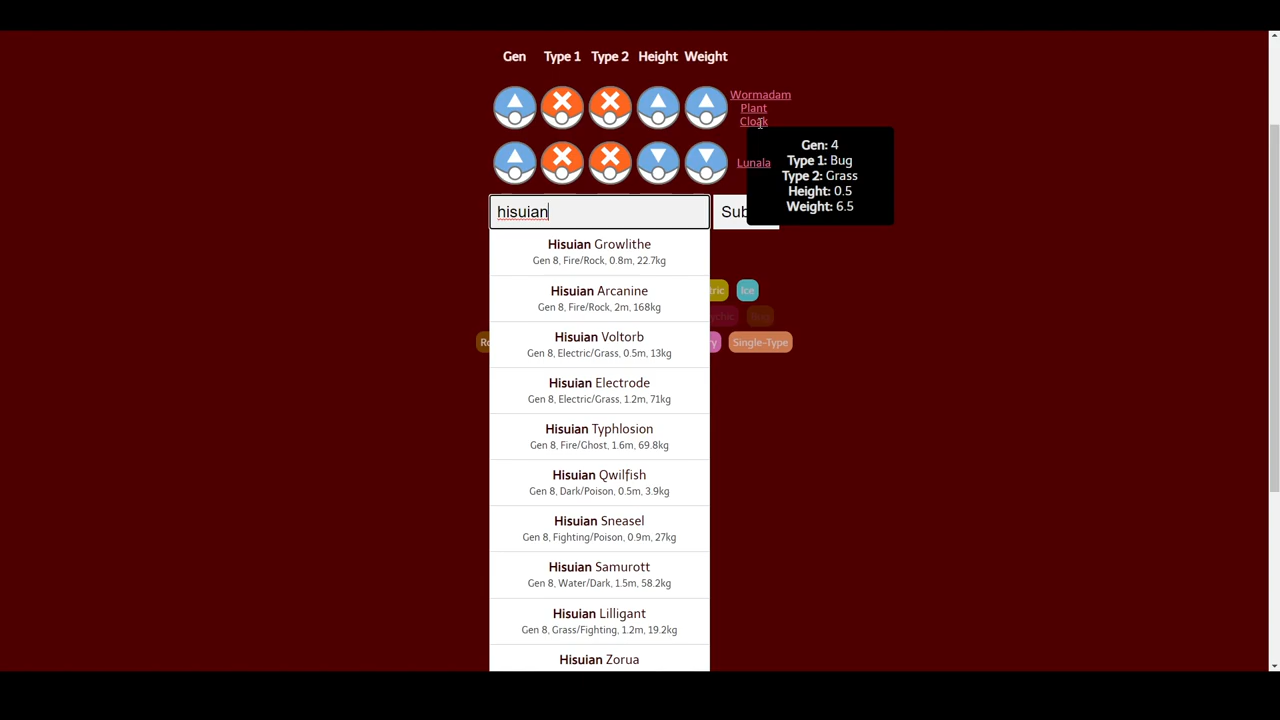 Gen Type 1 Type 2 Height Weight
Wormadam
Plant
Cloak
Gen: 4
Type 1: Bug
Type 2: Grass
Height: 0.5
Weight: 6.5
Lunala
hisuian
Sub
Hisuian Growlithe
Gen 8, Fire/Rock, 0.8m, 22.7kg
Hisuian Arcanine
Gen 8, Fire/Rock, 2m, 168kg
Hisuian Voltorb
Gen 8, Electric/Grass, 0.5m, 13kg
Hisuian Electrode
Gen 8, Electric/Grass, 1.2m, 71kg
Hisuian Typhlosion
Gen 8, Fire/Ghost, 1.6m, 69.8kg
Hisuian Qwilfish
Gen 8, Dark/Poison, 0.5m, 3.9kg
Hisuian Sneasel
Gen 8, Fighting/Poison, 0.9m, 27kg
Hisuian Samurott
Gen 8, Water/Dark, 1.5m, 58.2kg
Hisuian Lilligant
Gen 8, Grass/Fighting, 1.2m, 19.2kg
Hisuian Zorua
tric Ice
ychic Bug
Ro ry Single-Type